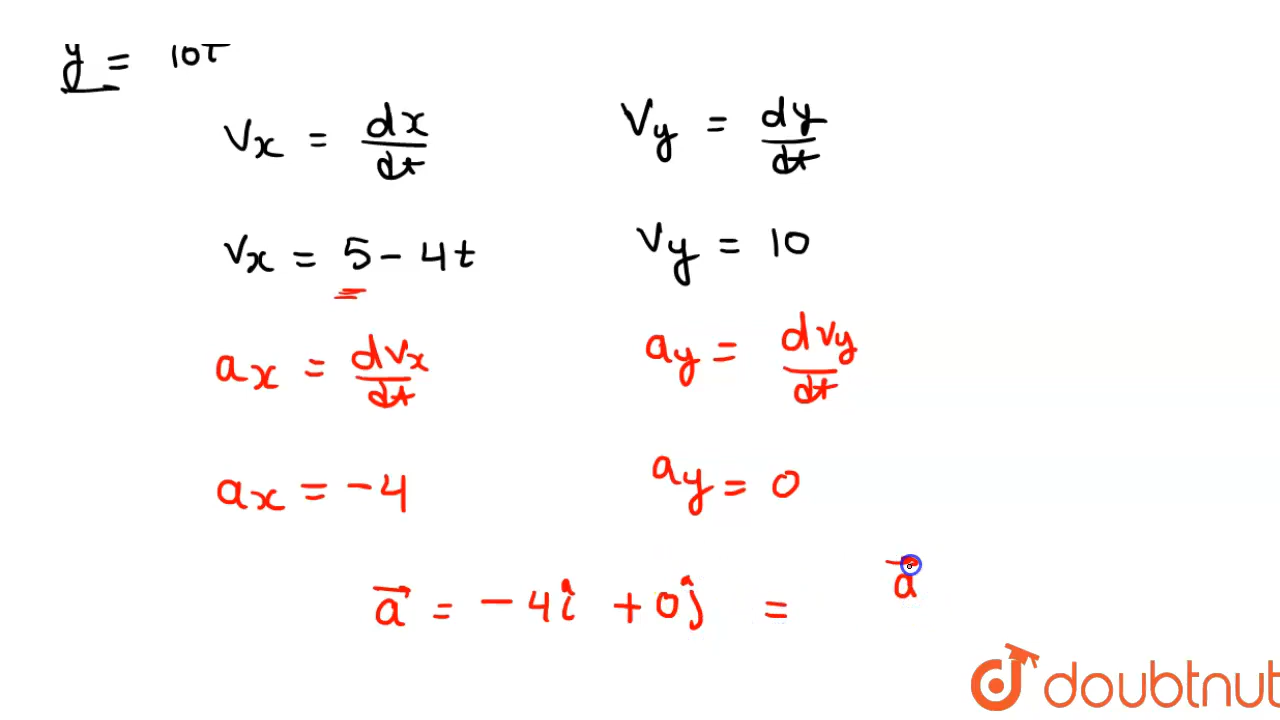 y = 10t
Vx = dx/dt Vy = dy/dt
Vx = 5 - 4t Vy = 10
ax = dVx/dt ay = dVy/dt
ax = -4 ay = 0
a⃗ = -4î + 0ĵ = a⃗
doubtnut